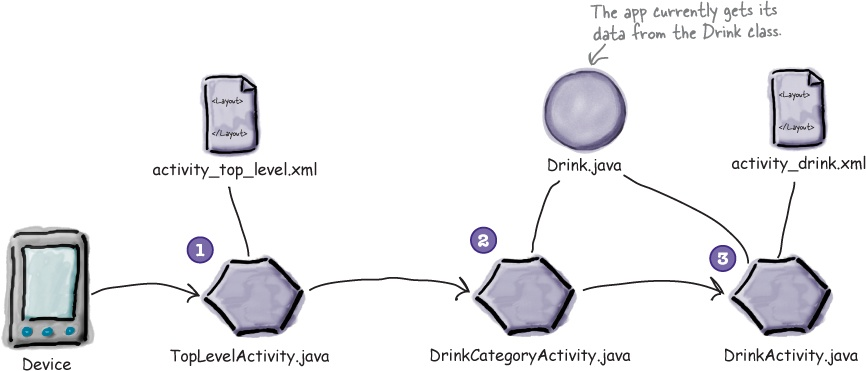 The app currently gets its
data from the Drink class.
<Layout>
</Layout>
activity_top_level.xml
Drink.java
<Layout>
</Layout>
activity_drink.xml
1
2
3
Device
TopLevelActivity.java
DrinkCategoryActivity.java
DrinkActivity.java